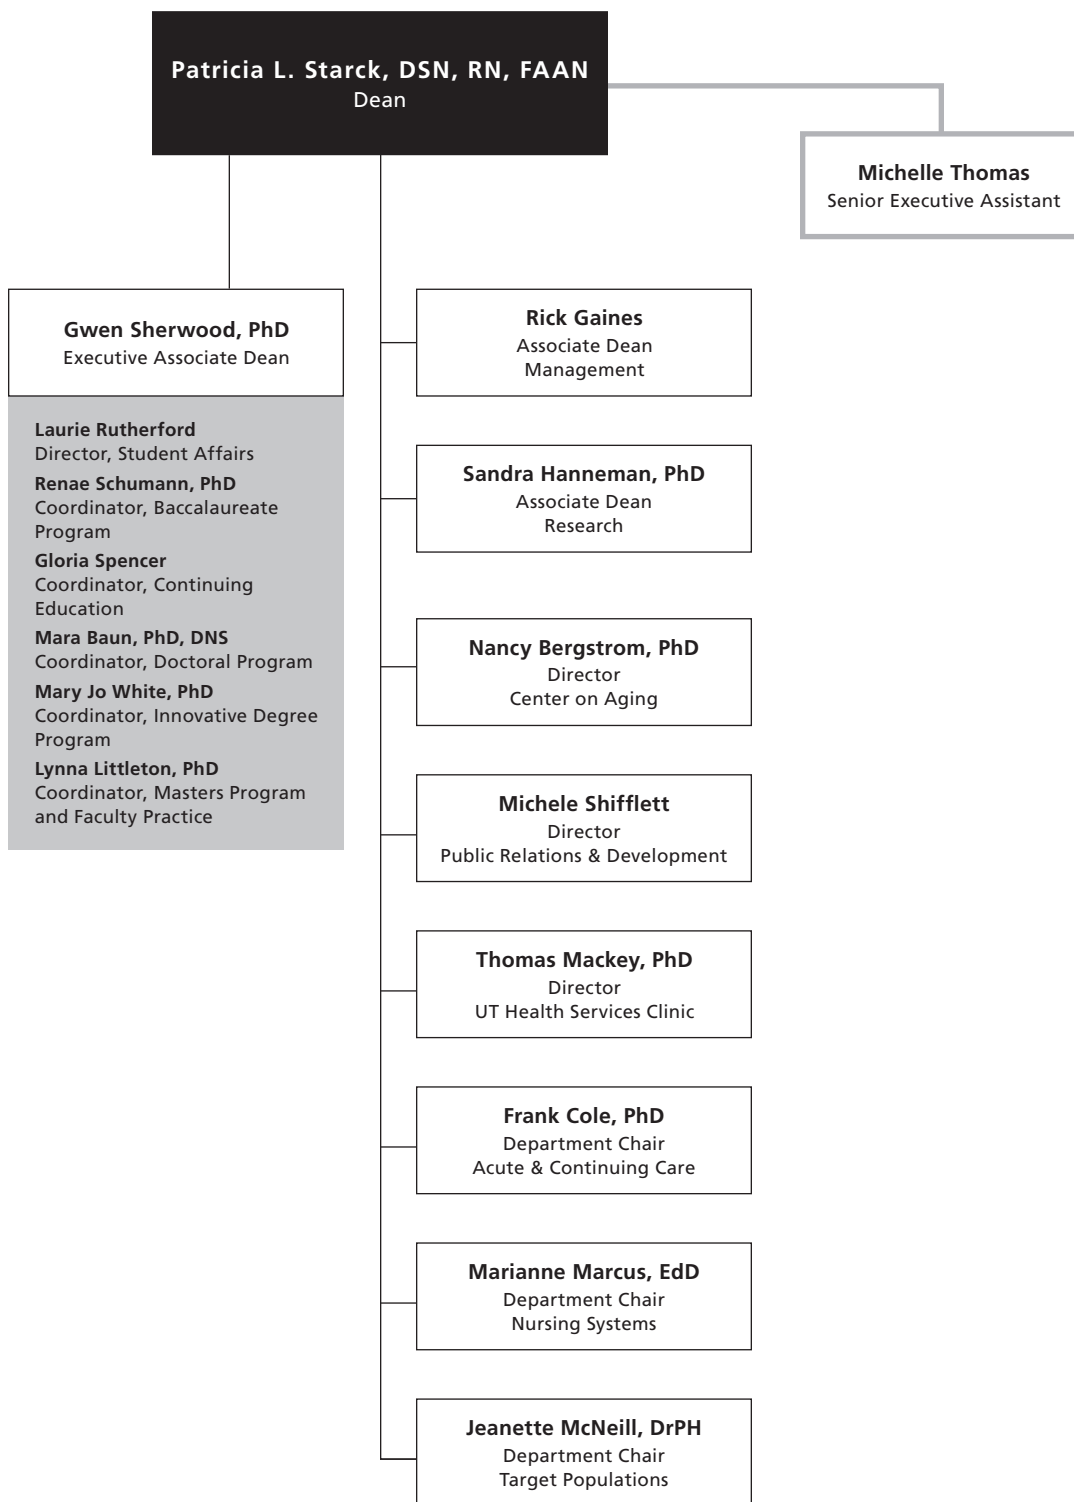 Patricia L. Starck, DSN, RN, FAAN
Dean
Michelle Thomas
Senior Executive Assistant
Gwen Sherwood, PhD
Executive Associate Dean
Laurie Rutherford
Director, Student Affairs
Renae Schumann, PhD
Coordinator, Baccalaureate
Program
Gloria Spencer
Coordinator, Continuing
Education
Mara Baun, PhD, DNS
Coordinator, Doctoral Program
Mary Jo White, PhD
Coordinator, Innovative Degree
Program
Lynna Littleton, PhD
Coordinator, Masters Program
and Faculty Practice
Rick Gaines
Associate Dean
Management
Sandra Hanneman, PhD
Associate Dean
Research
Nancy Bergstrom, PhD
Director
Center on Aging
Michele Shifflett
Director
Public Relations & Development
Thomas Mackey, PhD
Director
UT Health Services Clinic
Frank Cole, PhD
Department Chair
Acute & Continuing Care
Marianne Marcus, EdD
Department Chair
Nursing Systems
Jeanette McNeill, DrPH
Department Chair
Target Populations